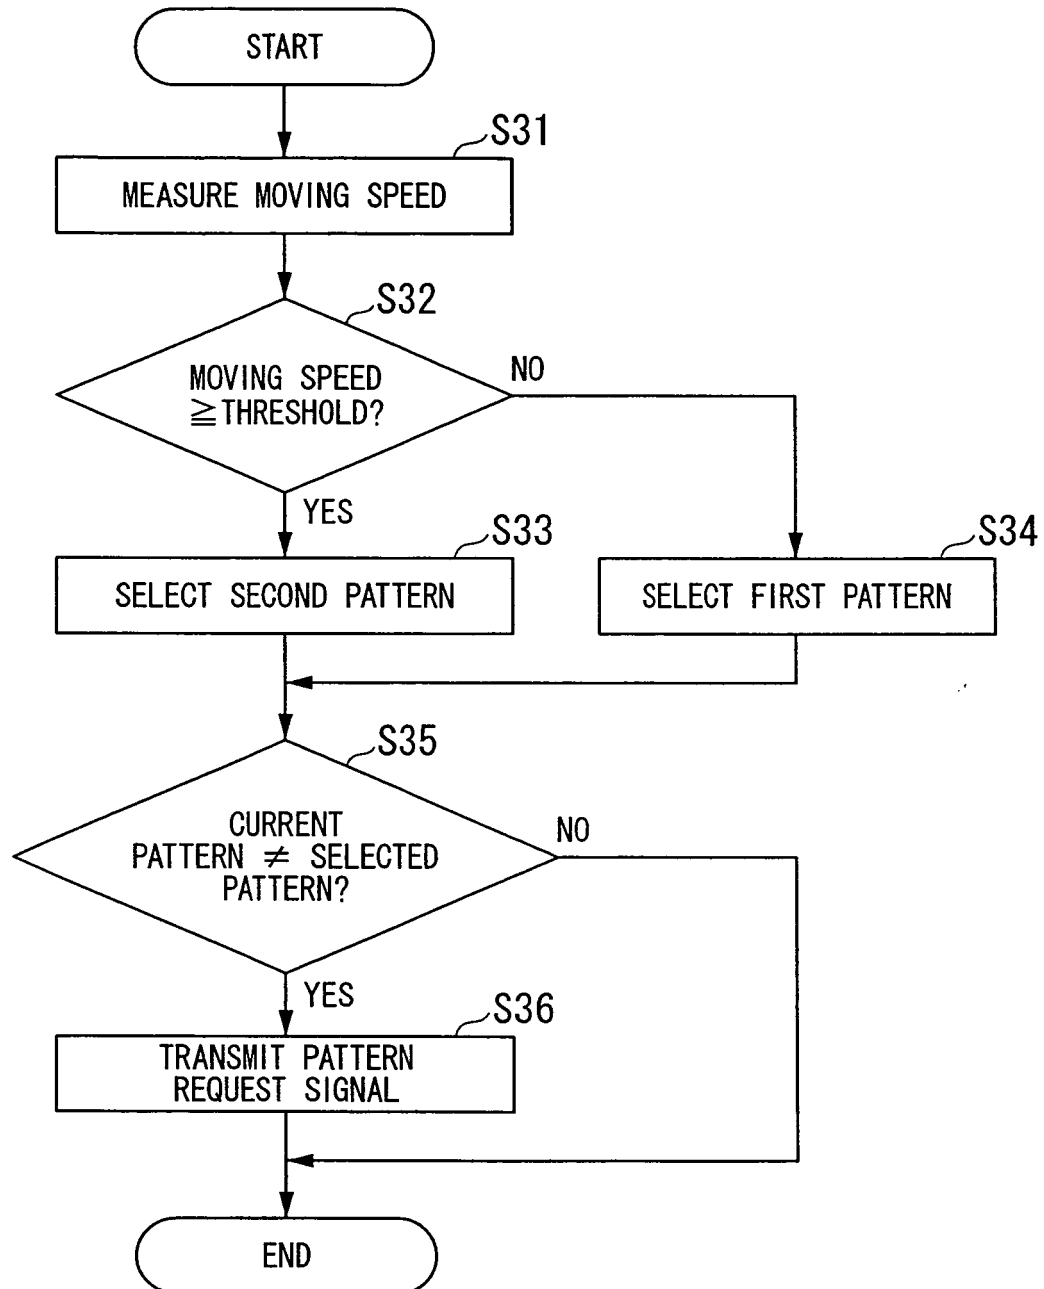 START
S31
MEASURE MOVING SPEED
S32
MOVING SPEED
≧THRESHOLD?
NO
YES
S33
SELECT SECOND PATTERN
S34
SELECT FIRST PATTERN
S35
CURRENT
PATTERN ≠ SELECTED
PATTERN?
NO
YES
S36
TRANSMIT PATTERN
REQUEST SIGNAL
END